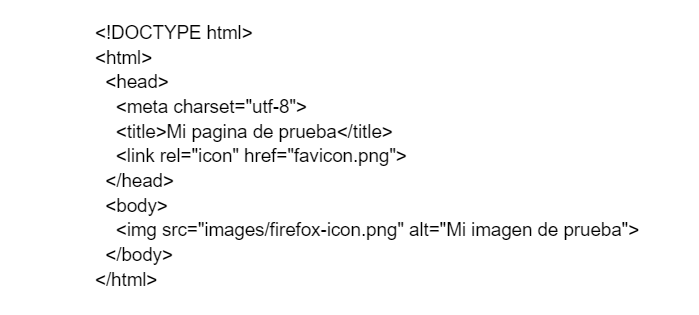 <!DOCTYPE html>
<html>
<head>
<meta charset="utf-8">
<title>Mi pagina de prueba</title>
<link rel="icon" href="favicon.png">
</head>
<body>
<img src="images/firefox-icon.png" alt="Mi imagen de prueba">
</body>
</html>